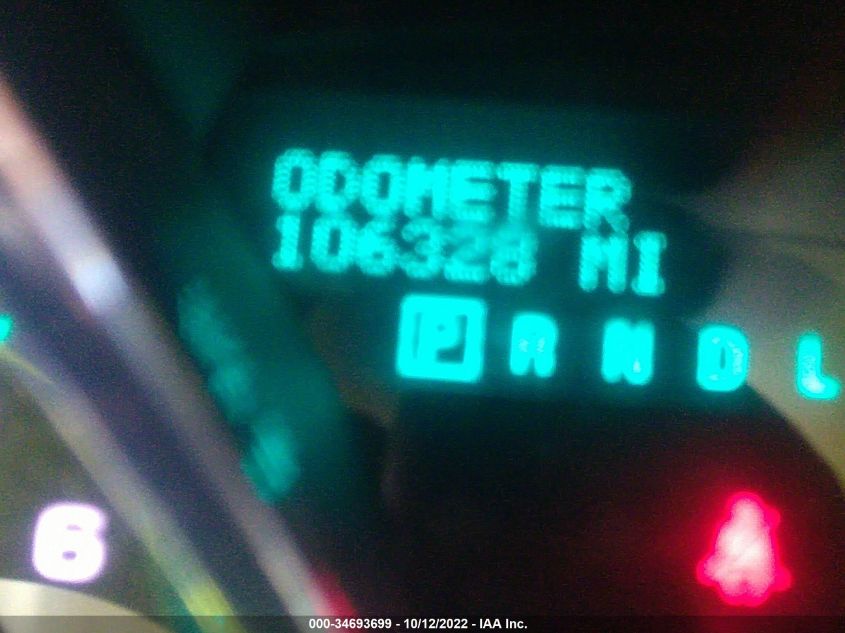 ODOMETER
106328 MI
P R N D L
6
000-34693699 - 10/12/2022 - IAA Inc.